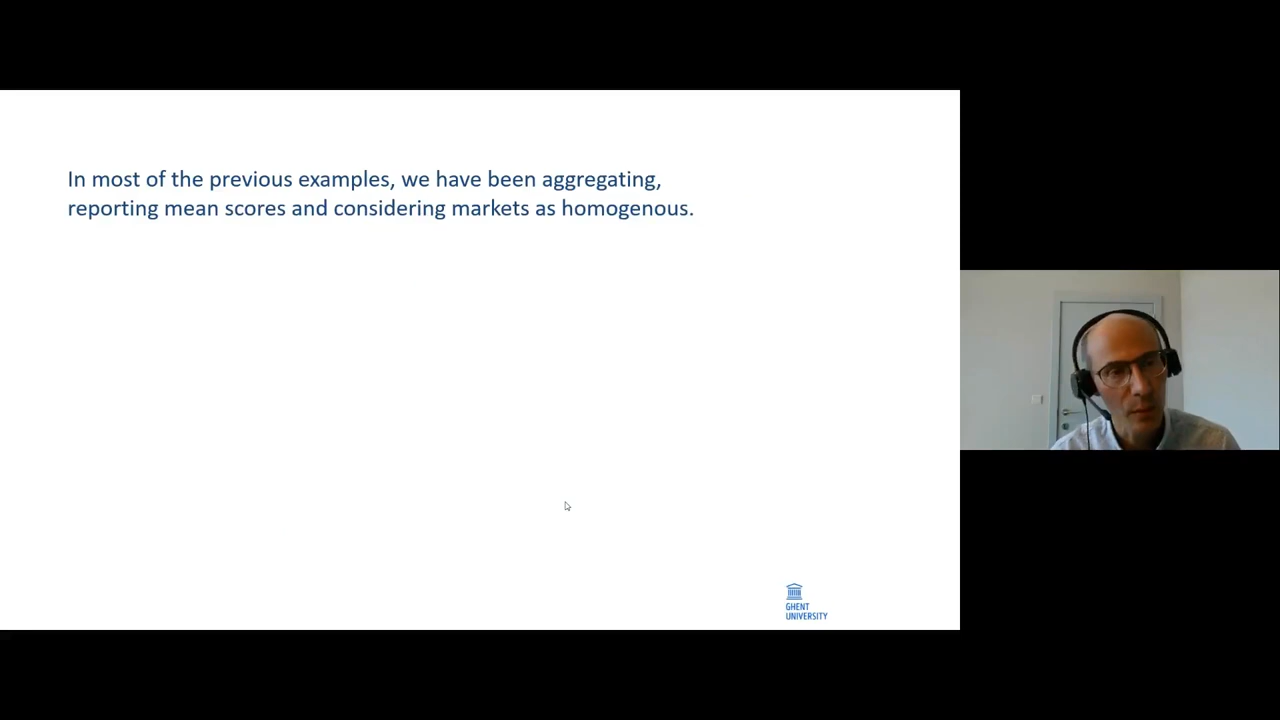 In most of the previous examples, we have been aggregating,
reporting mean scores and considering markets as homogenous.
GHENT
UNIVERSITY